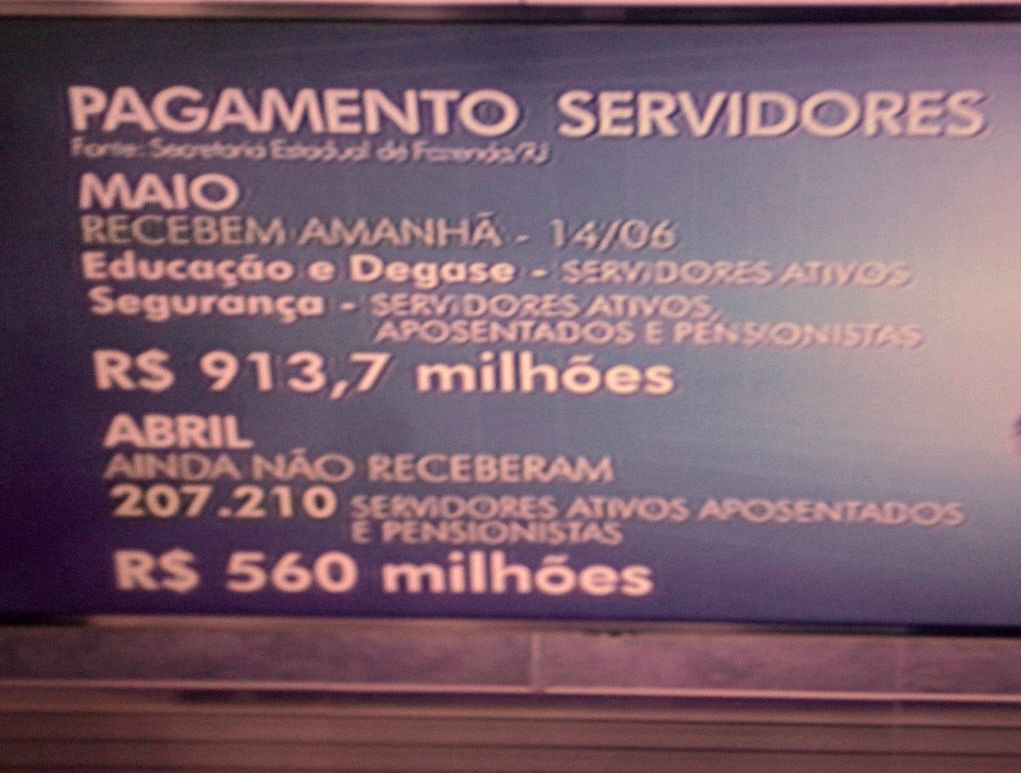 PAGAMENTO SERVIDORES
Fonte: Secretaria Estadual de Fazenda/RJ
MAIO
RECEBEM AMANHÃ - 14/06
Educação e Degase - SERVIDORES ATIVOS
Segurança - SERVIDORES ATIVOS,
APOSENTADOS E PENSIONISTAS
R$ 913,7 milhões
ABRIL
AINDA NÃO RECEBERAM
207.210 SERVIDORES ATIVOS APOSENTADOS
E PENSIONISTAS
R$ 560 milhões